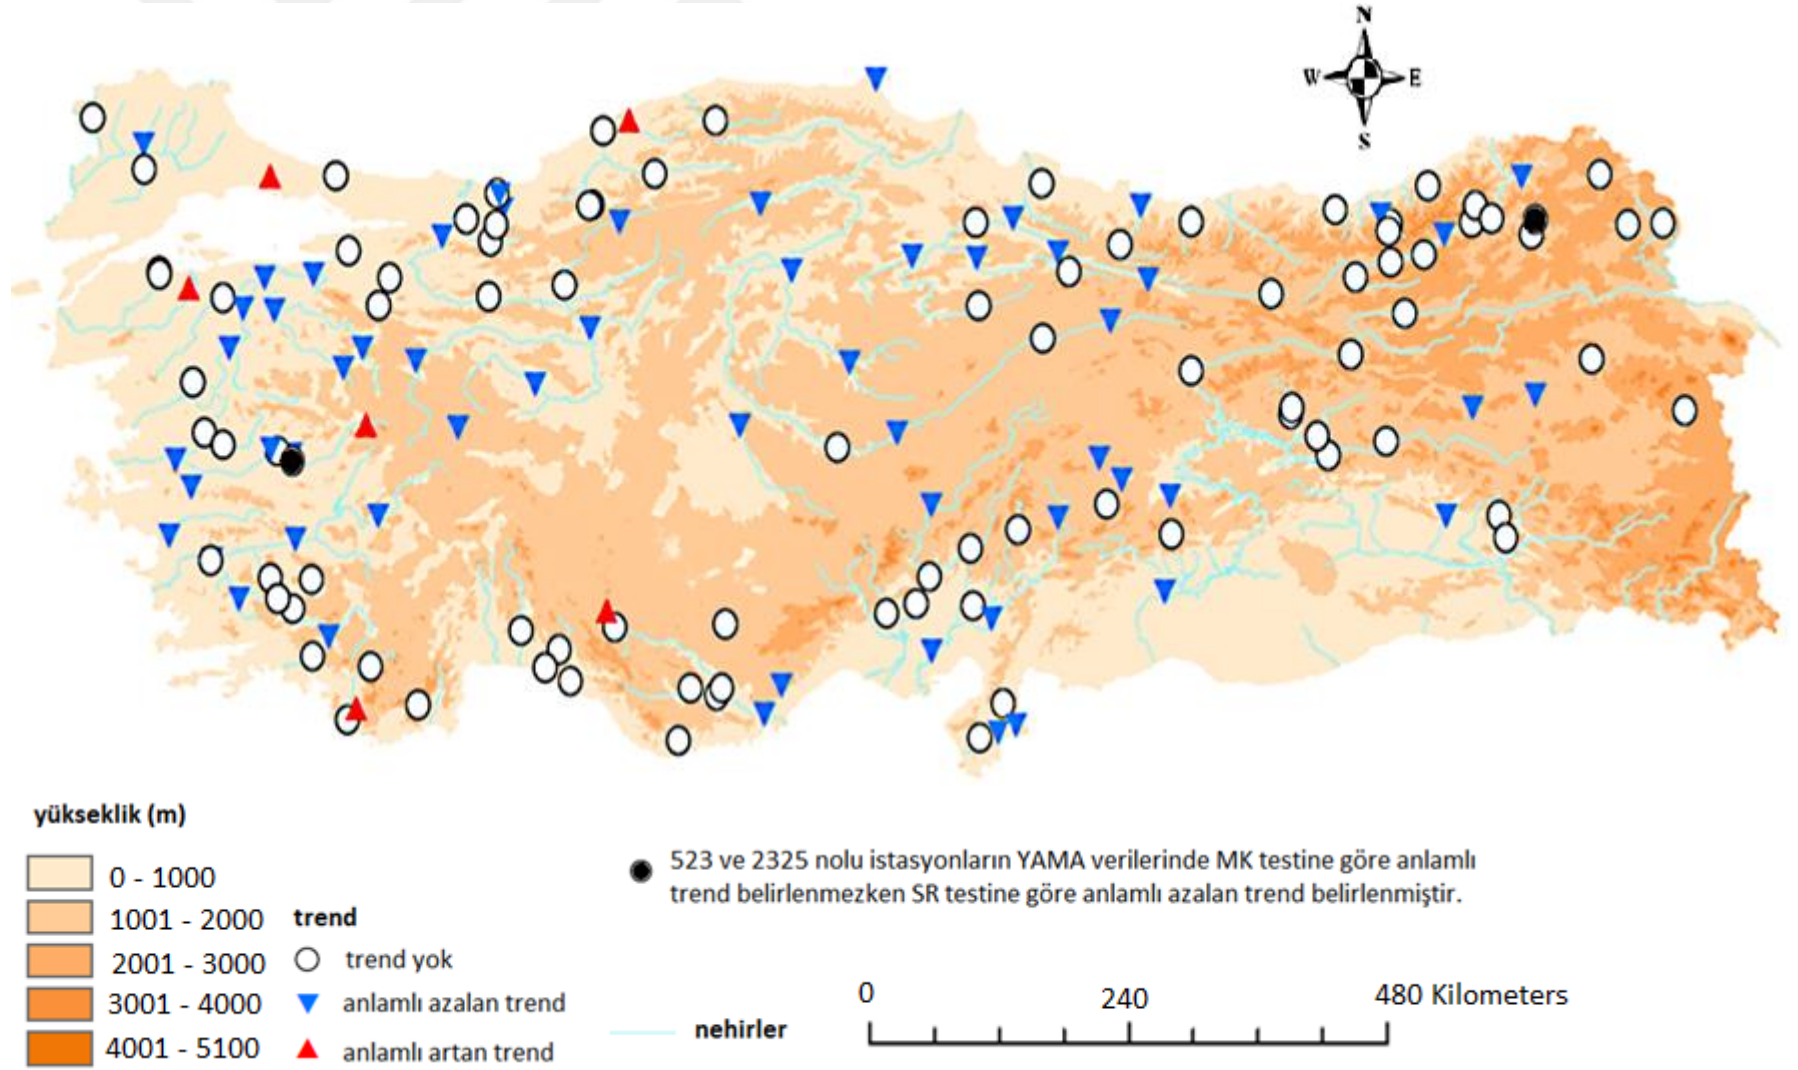 N
W E
S
yükseklik (m)
0 - 1000
1001 - 2000
2001 - 3000
3001 - 4000
4001 - 5100
trend
trend yok
anlamlı azalan trend
anlamlı artan trend
523 ve 2325 nolu istasyonların YAMA verilerinde MK testine göre anlamlı
trend belirlenmezken SR testine göre anlamlı azalan trend belirlenmiştir.
nehirler
0 240 480 Kilometers